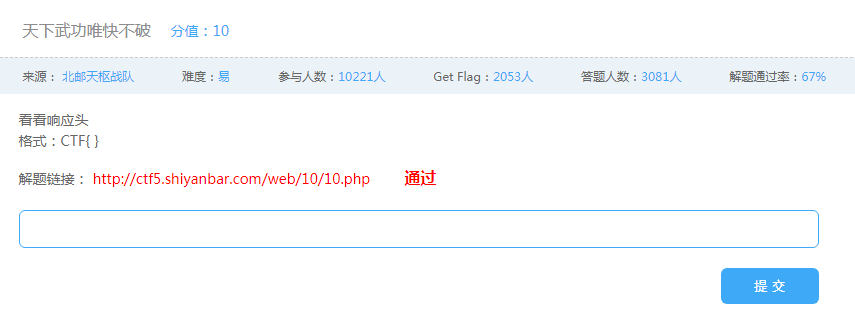 天下武功唯快不破 分值：10
来源： 北邮天枢战队 难度：易 参与人数：10221人 Get Flag：2053人 答题人数：3081人 解题通过率：67%
看看响应头
格式：CTF{ }
解题链接： http://ctf5.shiyanbar.com/web/10/10.php 通过
提 交